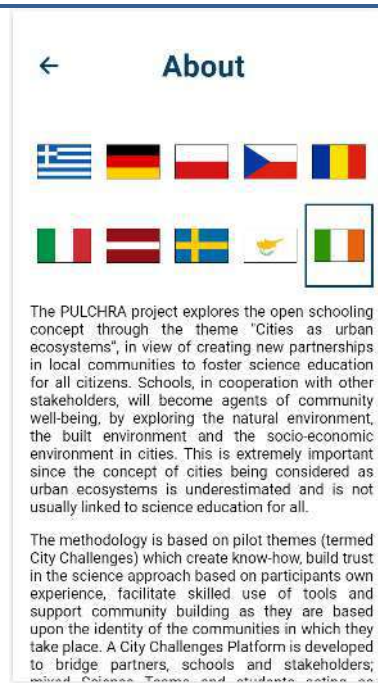 About
The PULCHRA project explores the open schooling
concept through the theme "Cities as urban
ecosystems", in view of creating new partnerships
in local communities to foster science education
for all citizens. Schools, in cooperation with other
stakeholders, will become agents of community
well-being, by exploring the natural environment,
the built environment and the socio-economic
environment in cities. This is extremely important
since the concept of cities being considered as
urban ecosystems is underestimated and is not
usually linked to science education for all.
The methodology is based on pilot themes (termed
City Challenges) which create know-how, build trust
in the science approach based on participants own
experience, facilitate skilled use of tools and
support community building as they are based
upon the identity of the communities in which they
take place. A City Challenges Platform is developed
to bridge partners, schools and stakeholders;
mixed Science Teams and students acting as